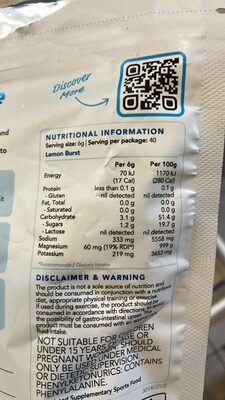 Discover
More
NUTRITIONAL INFORMATION
Serving size: 6g | Serving per package: 40
Lemon Burst
Per 6g Per 100g
Energy 70 kJ 1170 kJ
(17 Cal) (280 Cal)
Protein less than 0.1 g 0.1 g
- Gluten nil detected nil detected
Fat, Total 0.0 g 0.0 g
- Saturated 0.0 g 0.0 g
Carbohydrate 3.1 g 51.4 g
- Sugars 1.2 g 19.7 g
- Lactose nil detected nil detected
Sodium 333 mg 5558 mg
Magnesium 60 mg (19% RDI*) 999 g
Potassium 219 mg 3653 mg
*Recommended Dietary Intake
DISCLAIMER & WARNING
The product is not a sole source of nutrition and
should be consumed in conjunction with a nutritious
diet, appropriate physical training or exercise.
If used during exercise, the product should be
consumed in accordance with directions,
the possibility of gastro-intestinal upset. The
product must be consumed with an
fluid intake.
NOT SUITABLE FOR
UNDER 15 YEARS OR
PREGNANT WOMEN. SHOULD
ONLY BE USED UNDER MEDICAL
OR DIETETIC SUPERVISION.
PHENYLKETONURICS: CONTAINS
PHENYLALANINE.
Supplementary Sports Food